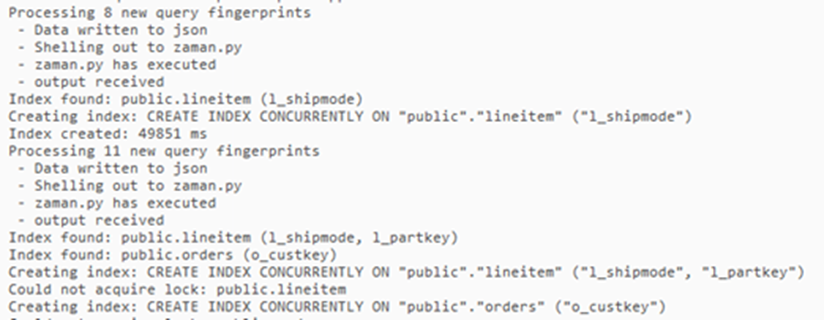 Processing 8 new query fingerprints
- Data written to json
- Shelling out to zaman.py
- zaman.py has executed
- output received
Index found: public.lineitem (l_shipmode)
Creating index: CREATE INDEX CONCURRENTLY ON "public"."lineitem" ("l_shipmode")
Index created: 49851 ms
Processing 11 new query fingerprints
- Data written to json
- Shelling out to zaman.py
- zaman.py has executed
- output received
Index found: public.lineitem (l_shipmode, l_partkey)
Index found: public.orders (o_custkey)
Creating index: CREATE INDEX CONCURRENTLY ON "public"."lineitem" ("l_shipmode", "l_partkey")
Could not acquire lock: public.lineitem
Creating index: CREATE INDEX CONCURRENTLY ON "public"."orders" ("o_custkey")